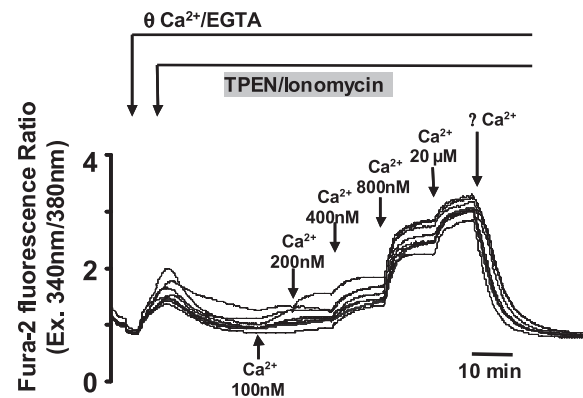 θ Ca²⁺/EGTA
TPEN/Ionomycin
Fura-2 fluorescence Ratio
(Ex. 340nm/380nm)
4
2
0
Ca²⁺
100nM
Ca²⁺
200nM
Ca²⁺
400nM
Ca²⁺
800nM
Ca²⁺
20 µM
? Ca²⁺
10 min